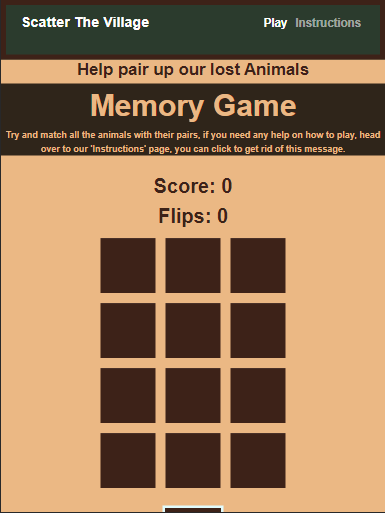 Scatter The Village
Play Instructions
Help pair up our lost Animals
Memory Game
Try and match all the animals with their pairs, if you need any help on how to play, head
over to our 'Instructions' page, you can click to get rid of this message.
Score: 0
Flips: 0